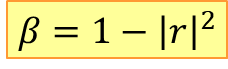 β = 1 − |r|²